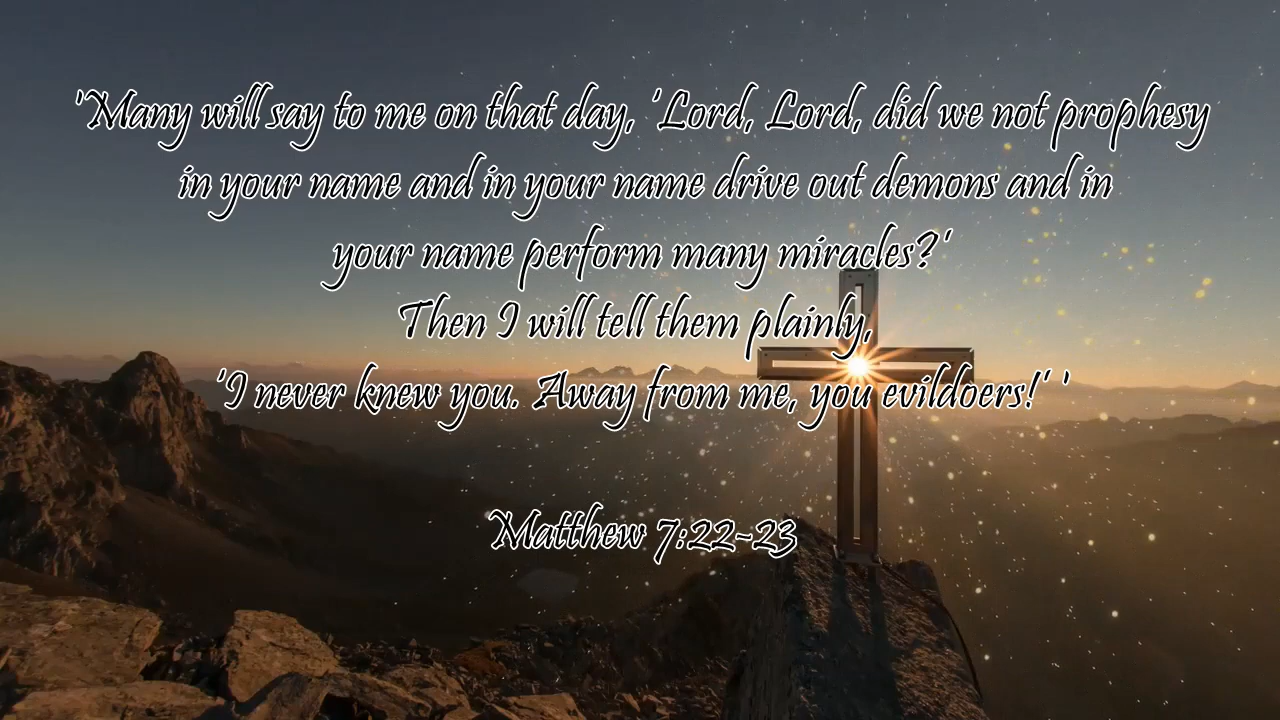 'Many will say to me on that day, 'Lord, Lord, did we not prophesy
in your name and in your name drive out demons and in
your name perform many miracles?'
Then I will tell them plainly,
'I never knew you. Away from me, you evildoers!' '
Matthew 7:22-23